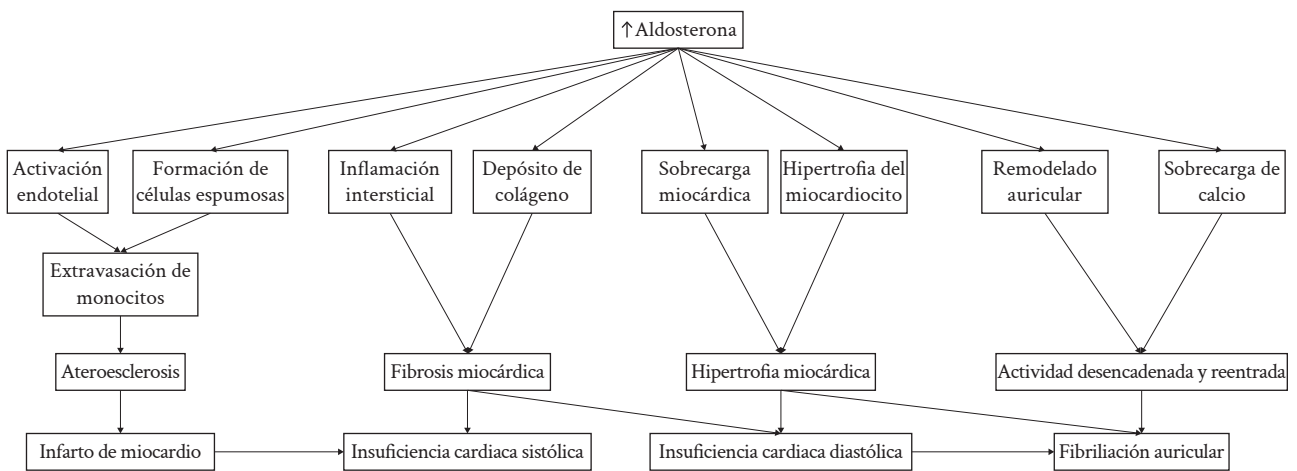 ↑Aldosterona
Activación
endotelial
Formación de
células espumosas
Inflamación
intersticial
Depósito de
colágeno
Sobrecarga
miocárdica
Hipertrofia del
miocardiocito
Remodelado
auricular
Sobrecarga de
calcio
Extravasación de
monocitos
Ateroesclerosis
Fibrosis miocárdica
Hipertrofia miocárdica
Actividad desencadenada y reentrada
Infarto de miocardio
Insuficiencia cardiaca sistólica
Insuficiencia cardiaca diastólica
Fibriliación auricular